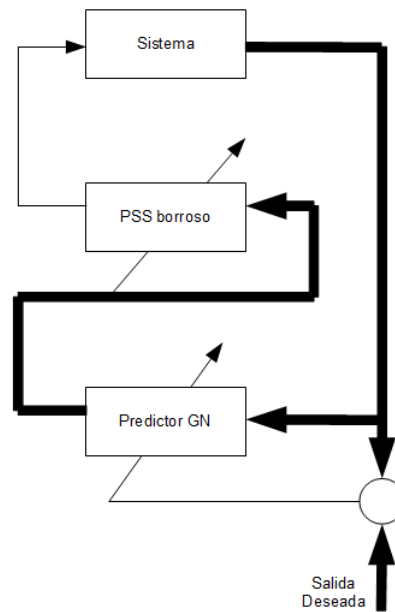 Sistema
PSS borroso
Predictor GN
Salida
Deseada